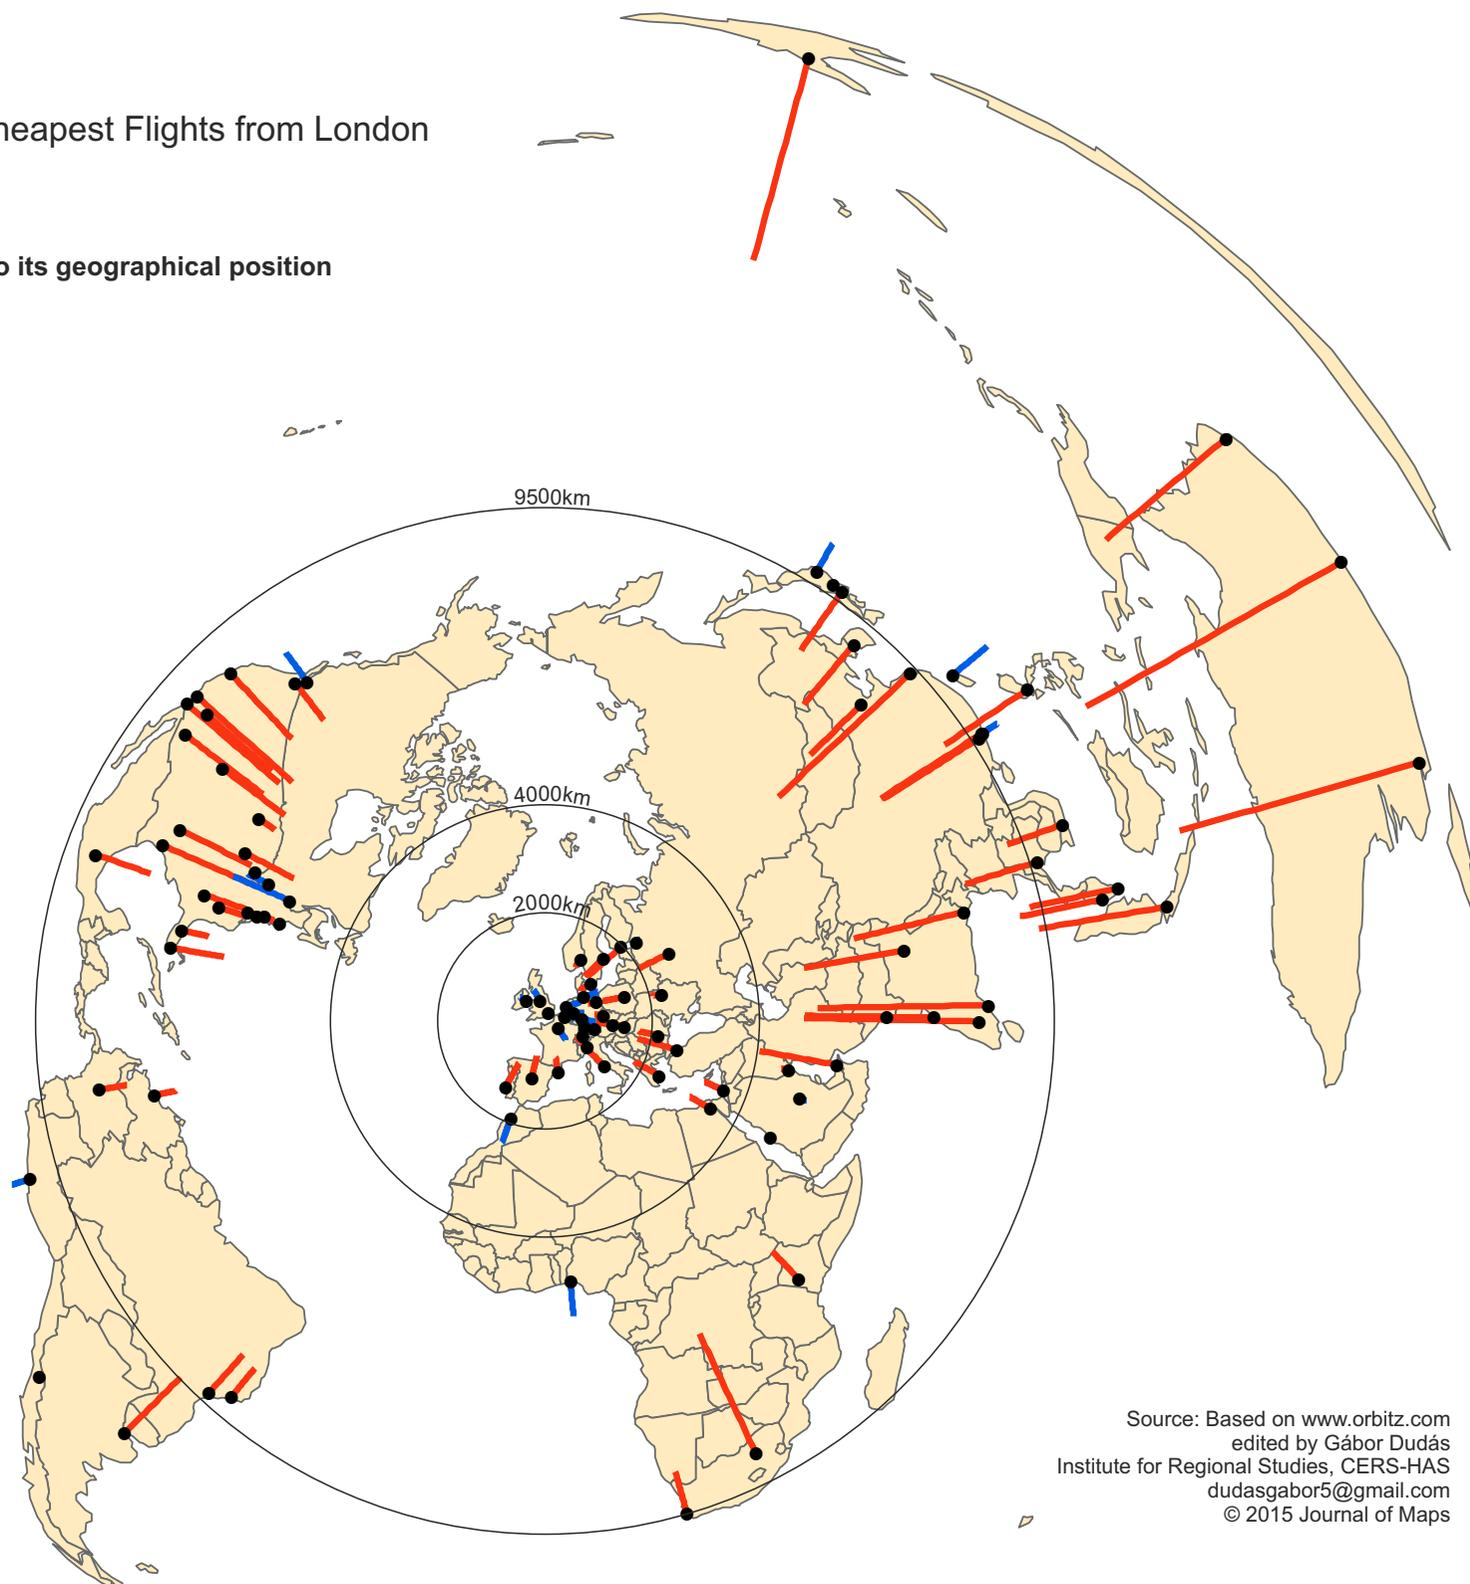 heapest Flights from London
o its geographical position
9500km
4000km
2000km
Source: Based on www.orbitz.com
edited by Gábor Dudás
Institute for Regional Studies, CERS-HAS
dudasgabor5@gmail.com
© 2015 Journal of Maps